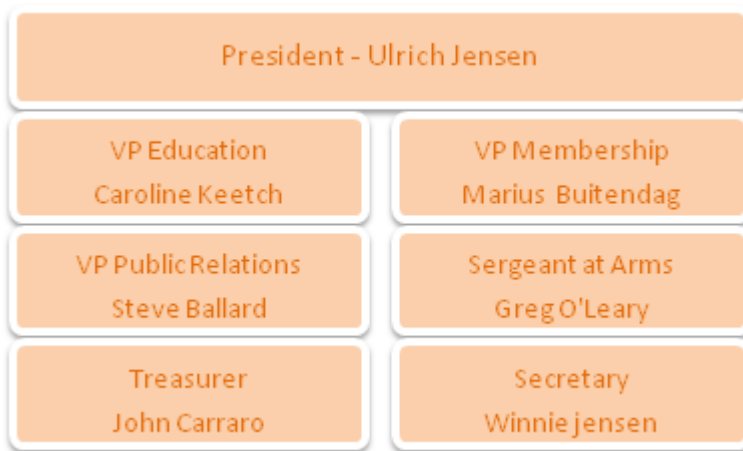 President - Ulrich Jensen
VP Education
Caroline Keetch
VP Membership
Marius Buitendag
VP Public Relations
Steve Ballard
Sergeant at Arms
Greg O'Leary
Treasurer
John Carraro
Secretary
Winnie jensen